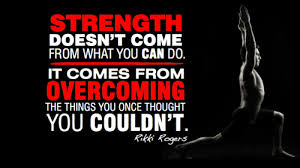 STRENGTH
DOESN'T COME
FROM WHAT YOU CAN DO.
IT COMES FROM
OVERCOMING
THE THINGS YOU ONCE THOUGHT
YOU COULDN'T.
Rikki Rogers